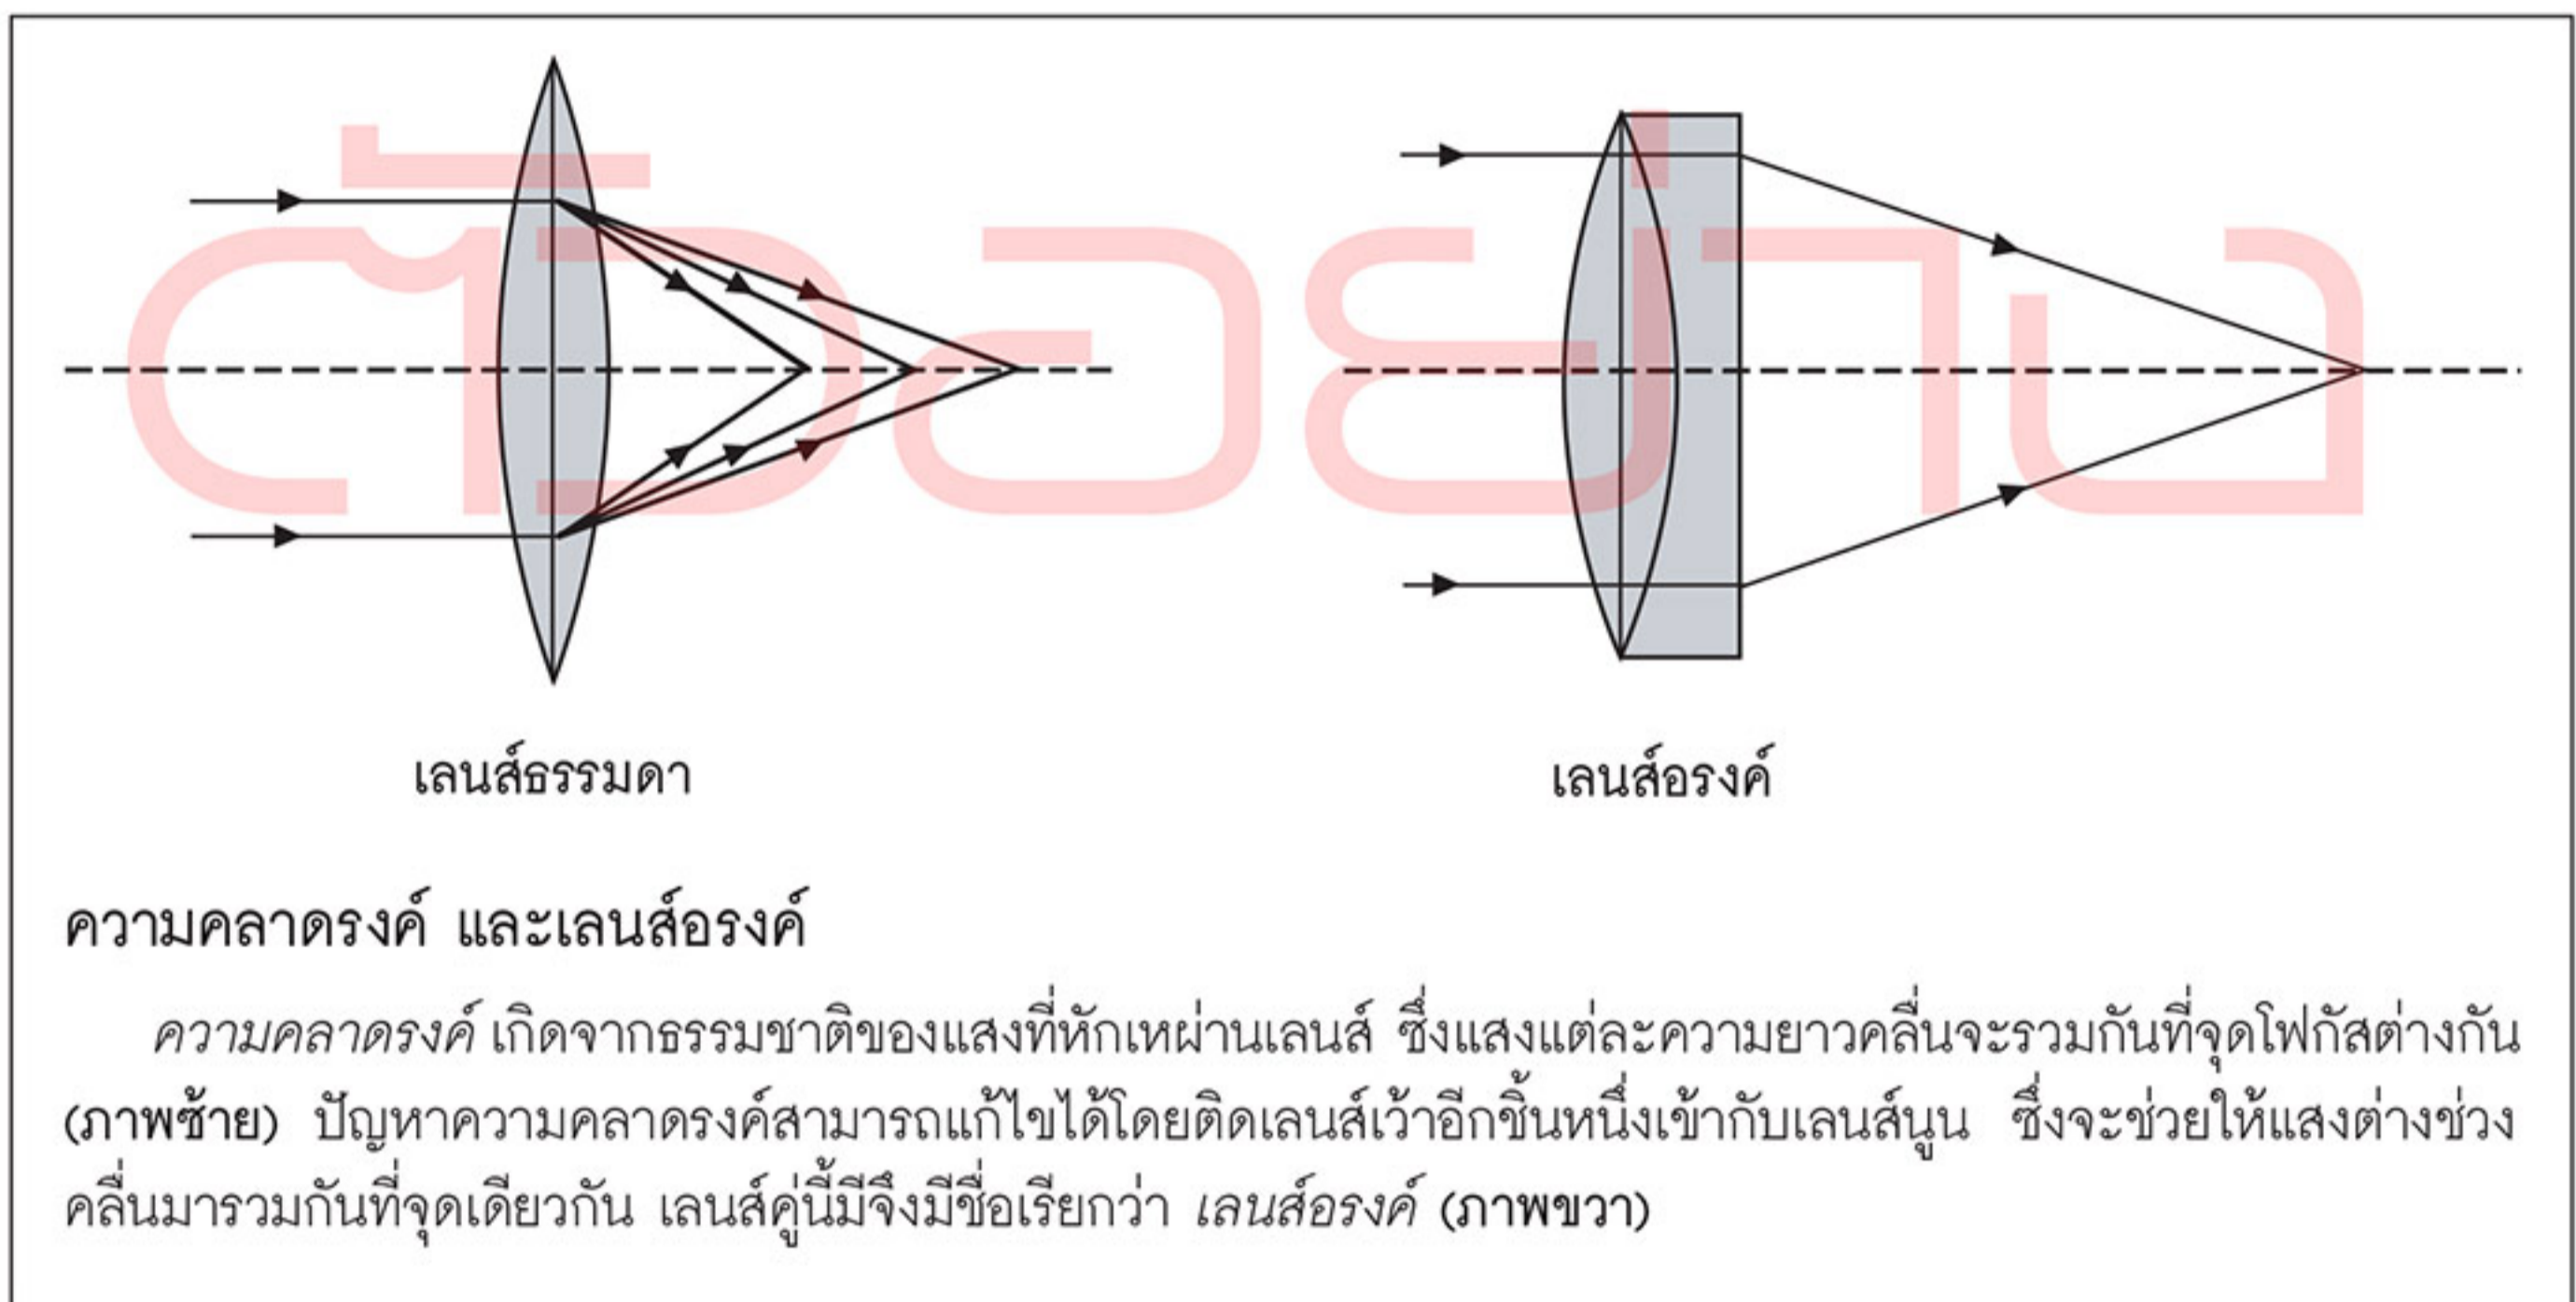 ตัวอย่าง
เลนส์ธรรมดา
เลนส์อรงค์
ความคลาดรงค์ และเลนส์อรงค์
ความคลาดรงค์ เกิดจากธรรมชาติของแสงที่หักเหผ่านเลนส์ ซึ่งแสงแต่ละความยาวคลื่นจะรวมกันที่จุดโฟกัสต่างกัน
(ภาพซ้าย) ปัญหาความคลาดรงค์สามารถแก้ไขได้โดยติดเลนส์เว้าอีกชิ้นหนึ่งเข้ากับเลนส์นูน ซึ่งจะช่วยให้แสงต่างช่วง
คลื่นมารวมกันที่จุดเดียวกัน เลนส์คู่นี้มีจึงมีชื่อเรียกว่า เลนส์อรงค์ (ภาพขวา)